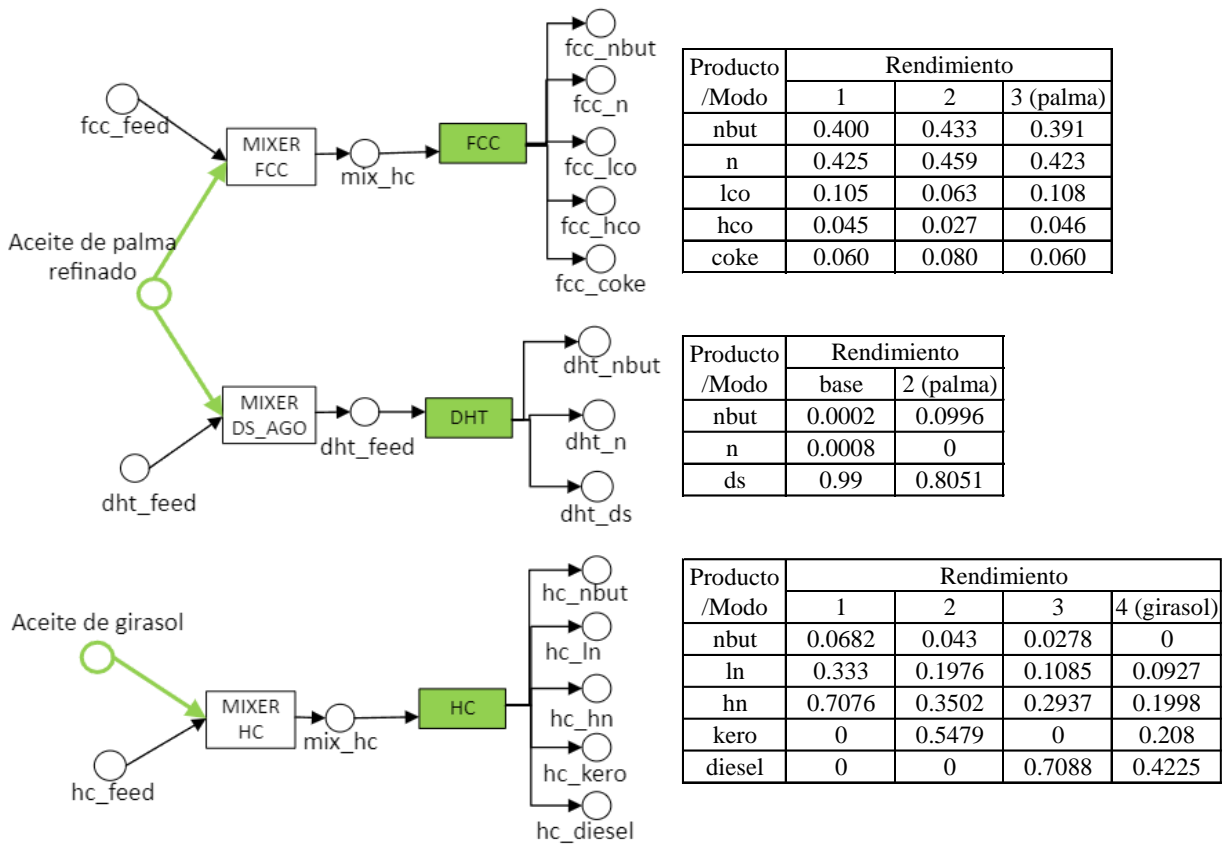 fcc_feed
MIXER
FCC
mix_hc
FCC
fcc_nbut
fcc_n
fcc_lco
fcc_hco
fcc_coke
Aceite de palma
refinado
Producto Rendimiento
/Modo 1 2 3 (palma)
nbut 0.400 0.433 0.391
n 0.425 0.459 0.423
lco 0.105 0.063 0.108
hco 0.045 0.027 0.046
coke 0.060 0.080 0.060
MIXER
DS_AGO
dht_feed
dht_feed
DHT
dht_nbut
dht_n
dht_ds
Producto Rendimiento
/Modo base 2 (palma)
nbut 0.0002 0.0996
n 0.0008 0
ds 0.99 0.8051
Aceite de girasol
MIXER
HC
hc_feed
mix_hc
HC
hc_nbut
hc_ln
hc_hn
hc_kero
hc_diesel
Producto Rendimiento
/Modo 1 2 3 4 (girasol)
nbut 0.0682 0.043 0.0278 0
ln 0.333 0.1976 0.1085 0.0927
hn 0.7076 0.3502 0.2937 0.1998
kero 0 0.5479 0 0.208
diesel 0 0 0.7088 0.4225